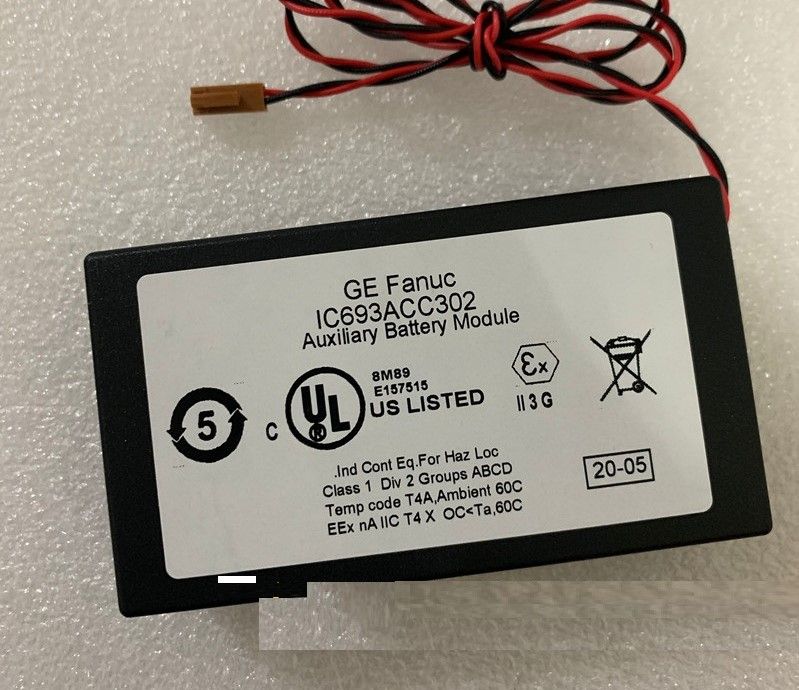 GE Fanuc
IC693ACC302
Auxiliary Battery Module
8M89
E157515
5
C
UL
®
US LISTED
Ex
II 3 G
.Ind Cont Eq.For Haz Loc
Class 1 Div 2 Groups ABCD
Temp code T4A,Ambient 60C
EEx nA IIC T4 X OC<Ta,60C
20-05